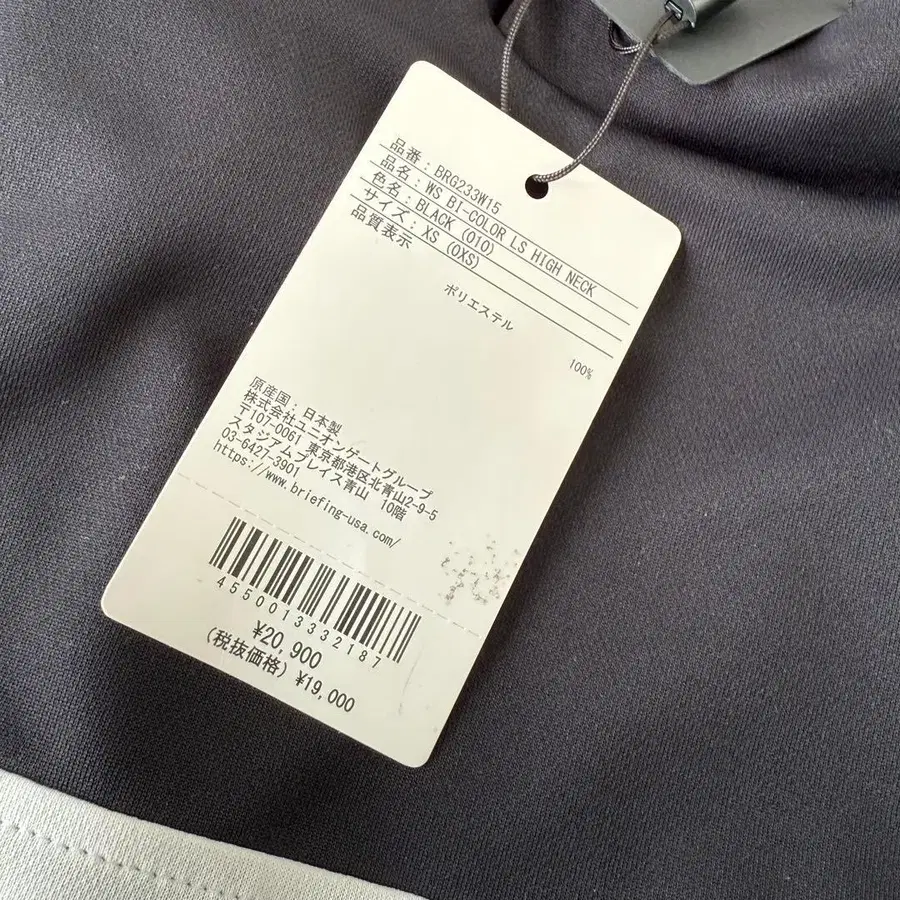 品番：BRG233W15
品名：WS BI-COLOR LS HIGH NECK
色名：BLACK (010)
サイズ：XS (0XS)
品質表示
ポリエステル 100%
原産国：日本製
株式会社ユニオンゲートグループ
〒107-0061 東京都港区北青山2-9-5
スタジアムプレイス青山 10階
03-6427-3901
https://www.briefing-usa.com/
4550013332187
¥20,900
(税抜価格) ¥19,000